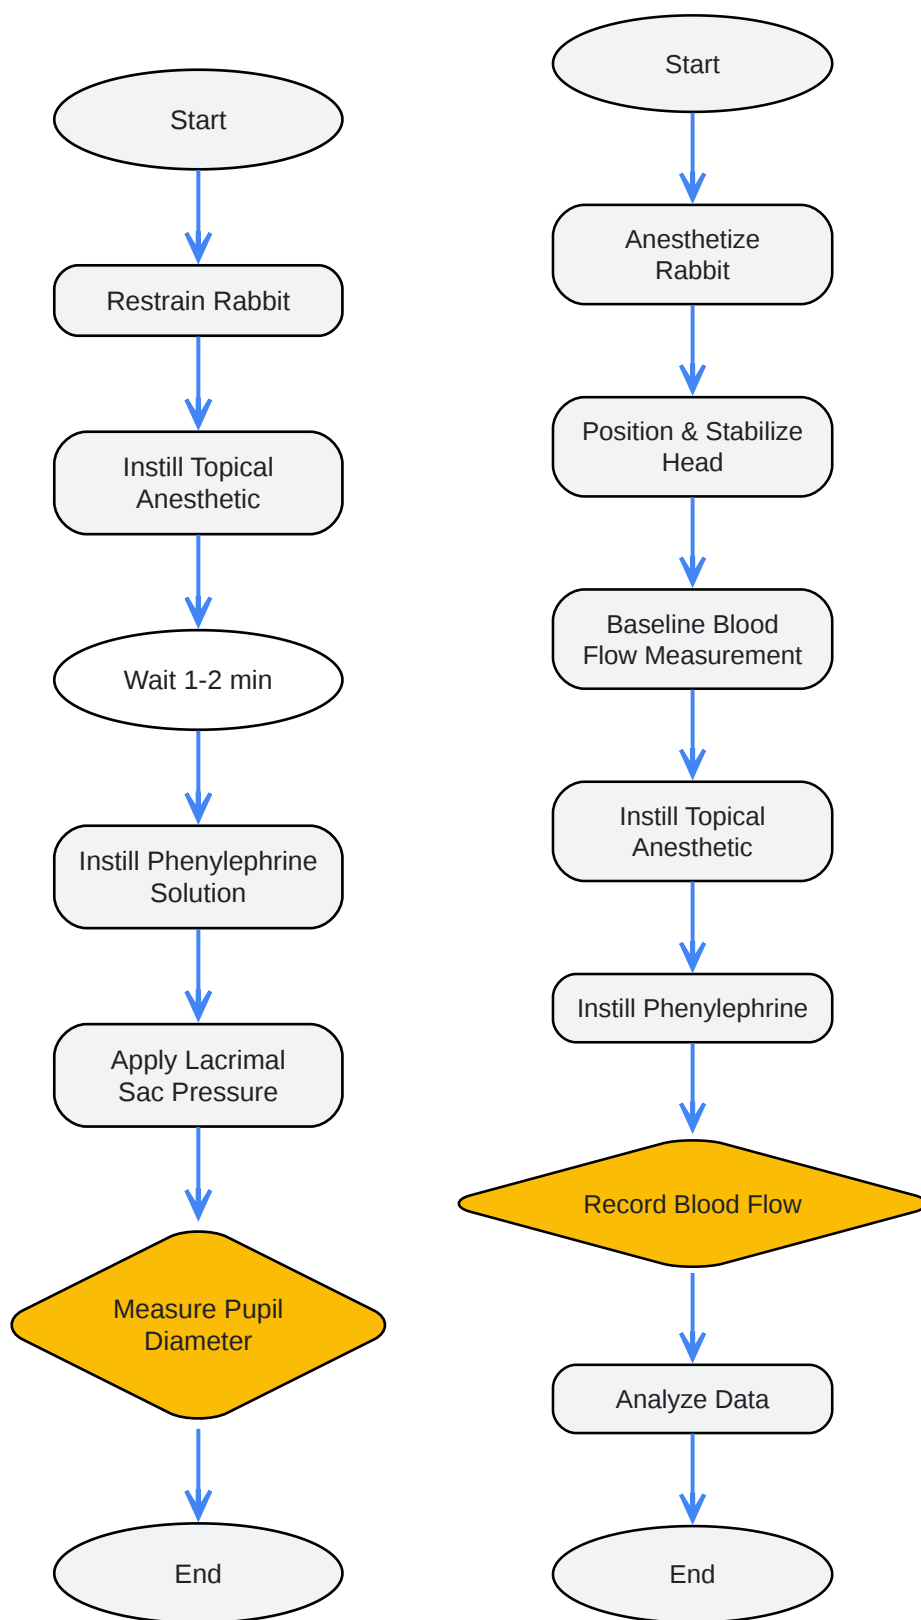 Start
Restrain Rabbit
Instill Topical
Anesthetic
Wait 1-2 min
Instill Phenylephrine
Solution
Apply Lacrimal
Sac Pressure
Measure Pupil
Diameter
End
Start
Anesthetize
Rabbit
Position & Stabilize
Head
Baseline Blood
Flow Measurement
Instill Topical
Anesthetic
Instill Phenylephrine
Record Blood Flow
Analyze Data
End